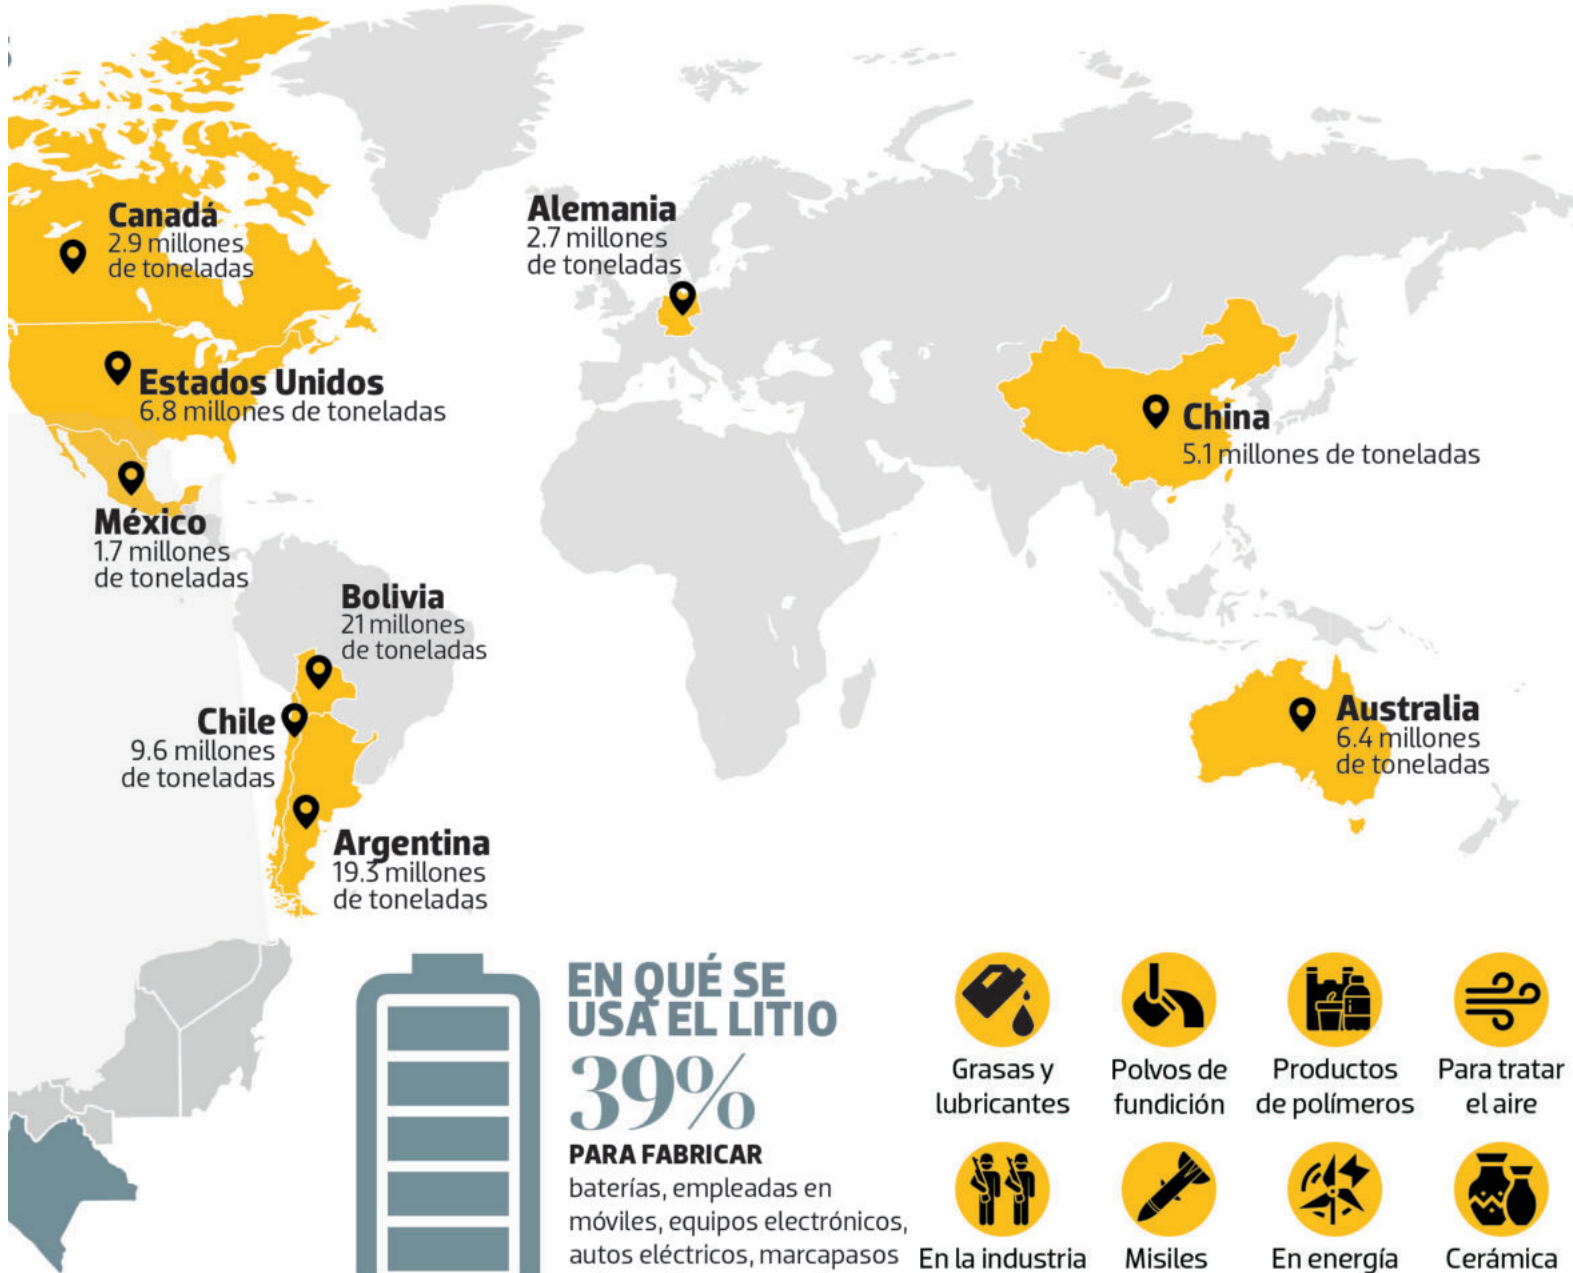 Canadá
2.9 millones
de toneladas
Alemania
2.7 millones
de toneladas
Estados Unidos
6.8 millones de toneladas
China
5.1 millones de toneladas
México
1.7 millones
de toneladas
Bolivia
21 millones
de toneladas
Chile
9.6 millones
de toneladas
Australia
6.4 millones
de toneladas
Argentina
19.3 millones
de toneladas
EN QUÉ SE
USA EL LITIO
39%
PARA FABRICAR
baterías, empleadas en
móviles, equipos electrónicos,
autos eléctricos, marcapasos
Grasas y
lubricantes
Polvos de
fundición
Productos
de polímeros
Para tratar
el aire
En la industria
Misiles
En energía
Cerámica